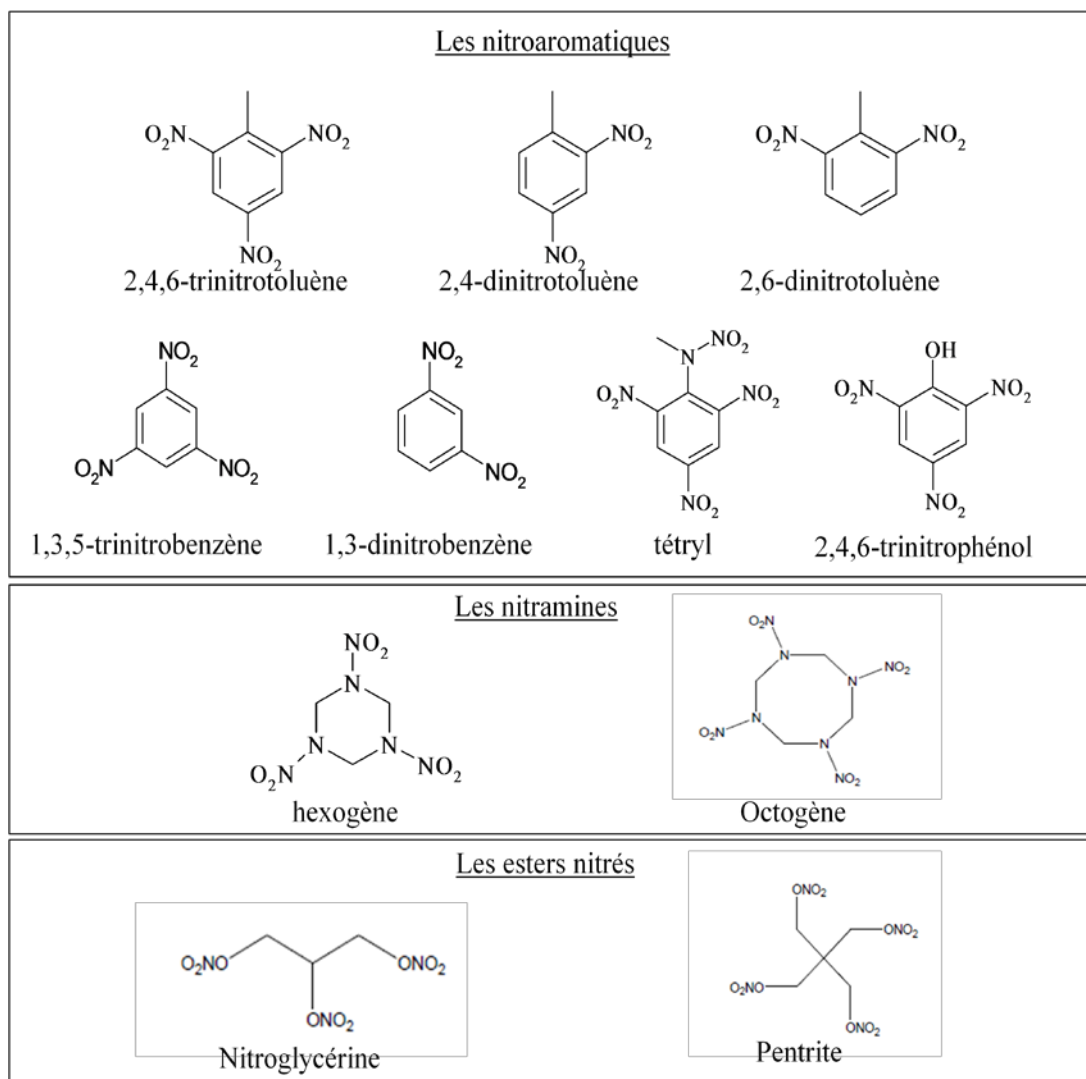 Les nitroaromatiques
O₂N NO₂ NO₂ O₂N NO₂
NO₂ NO₂
2,4,6-trinitrotoluène 2,4-dinitrotoluène 2,6-dinitrotoluène
NO₂ NO₂ N NO₂ OH
O₂N NO₂ O₂N NO₂
O₂N NO₂ NO₂ NO₂ NO₂
1,3,5-trinitrobenzène 1,3-dinitrobenzène tétryl 2,4,6-trinitrophénol
Les nitramines
NO₂
N
N N
O₂N NO₂
hexogène
O₂N
N NO₂
N
N
O₂N N
NO₂
Octogène
Les esters nitrés
O₂NO ONO₂
ONO₂
Nitroglycérine
ONO₂
ONO₂
O₂NO
ONO₂
Pentrite